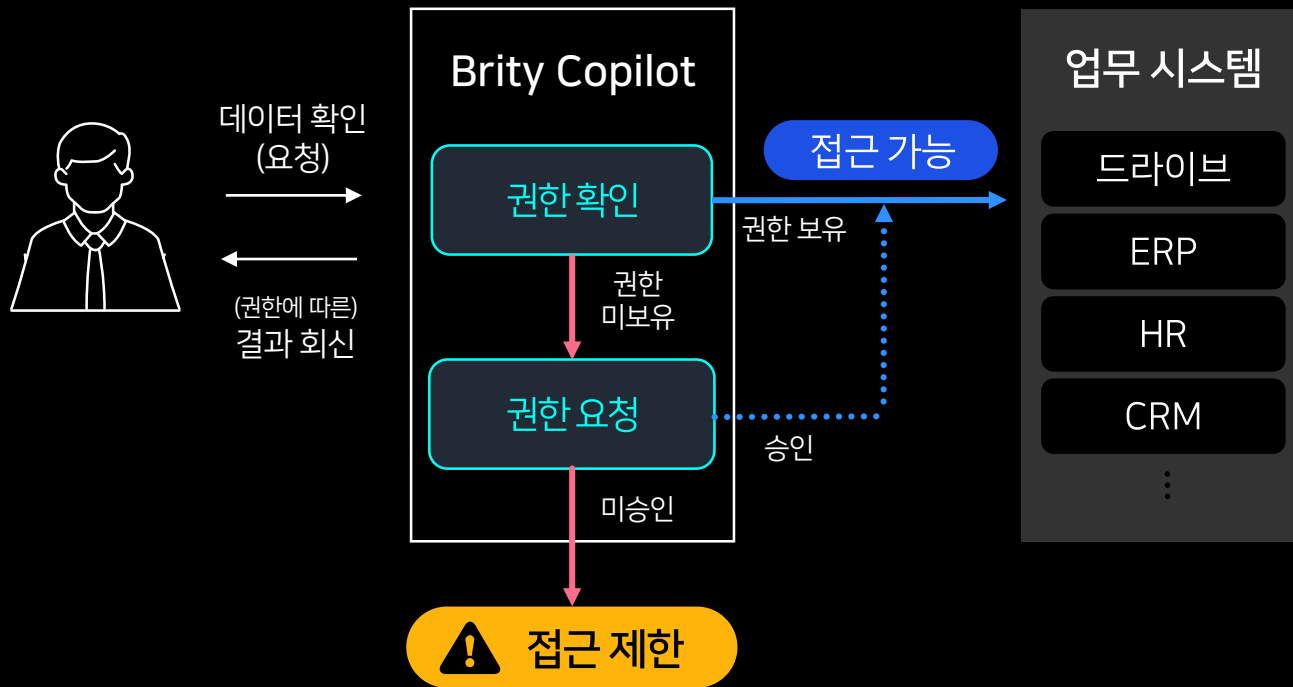 데이터 확인
(요청)
(권한에 따른)
결과 회신
Brity Copilot
권한 확인
권한
미보유
권한 요청
미승인
접근 제한
접근 가능
권한 보유
승인
업무 시스템
드라이브
ERP
HR
CRM
⋮